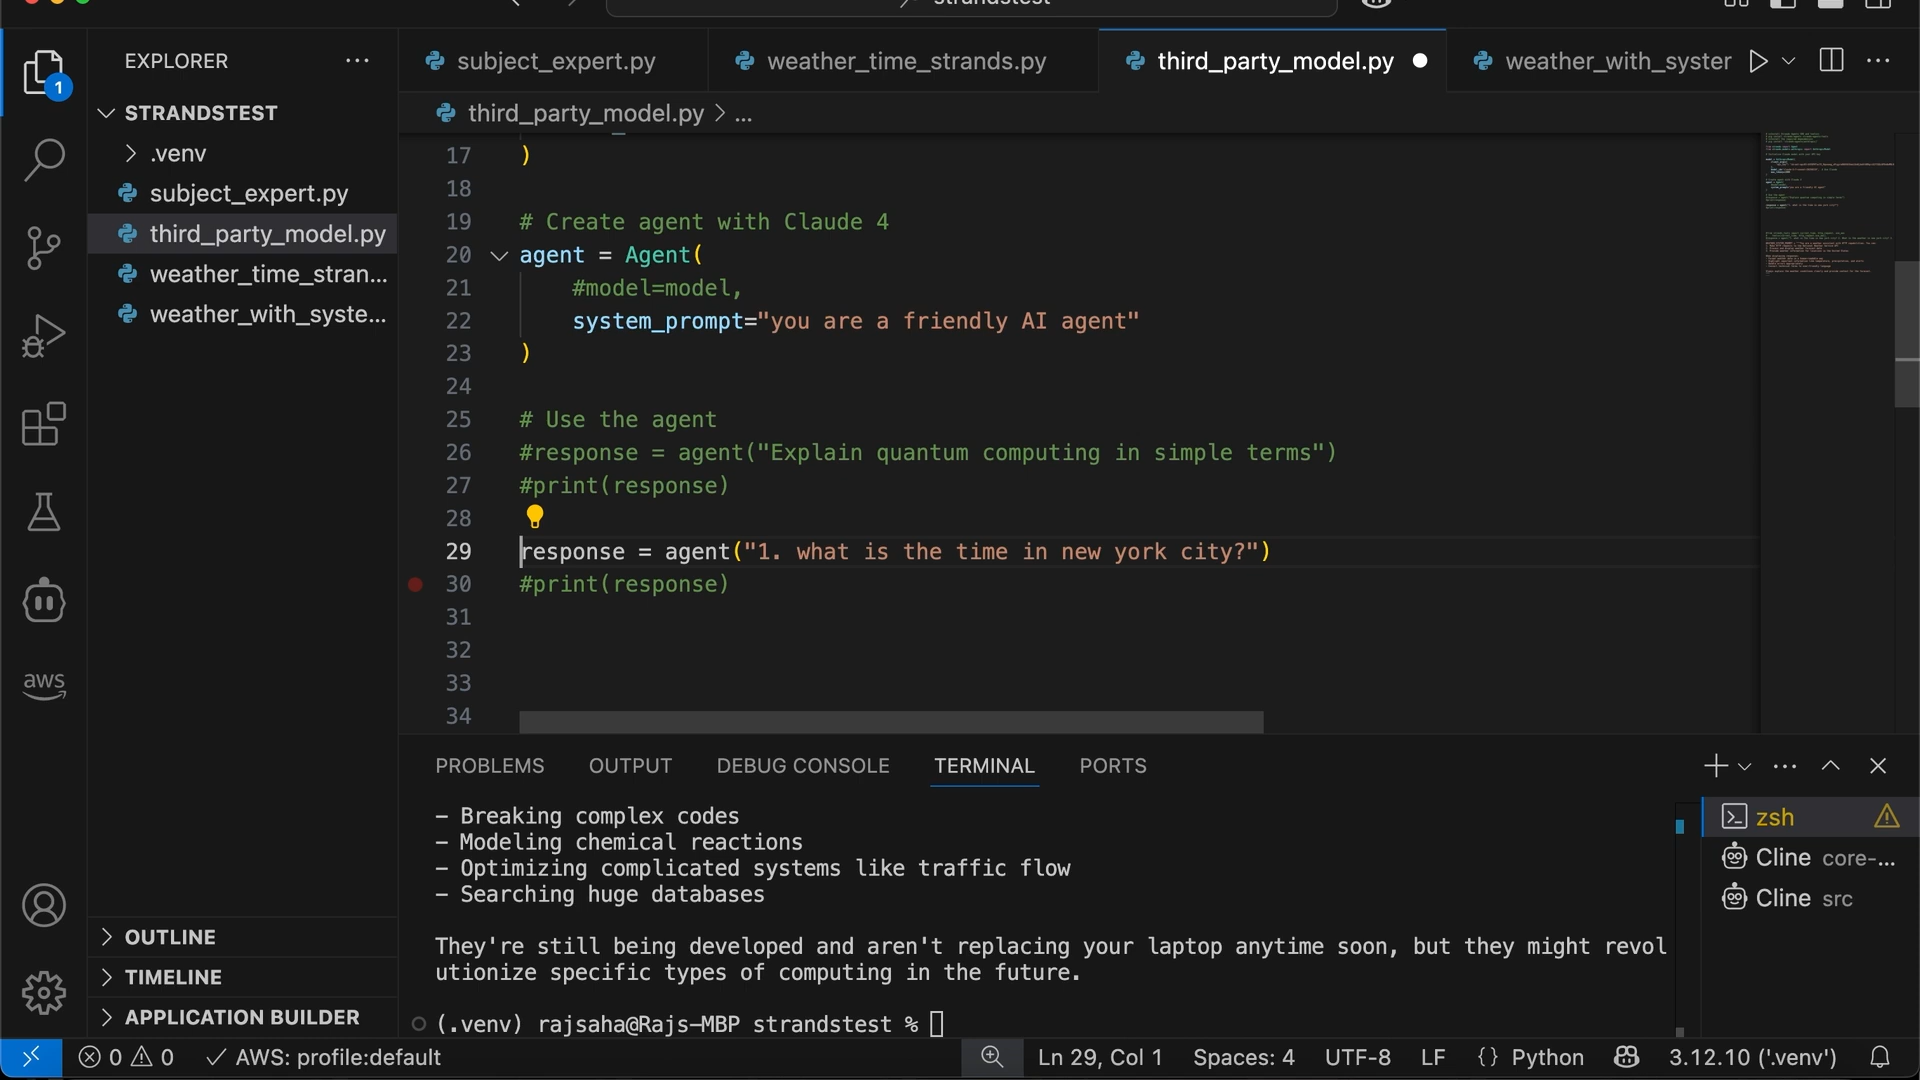 strandstest
EXPLORER
STRANDSTEST
.venv
subject_expert.py
third_party_model.py
weather_time_stran...
weather_with_syste...
OUTLINE
TIMELINE
APPLICATION BUILDER
1
aws
subject_expert.py
weather_time_strands.py
third_party_model.py
weather_with_syster
third_party_model.py > ...
17 )
18
19 # Create agent with Claude 4
20 agent = Agent(
21 #model=model,
22 system_prompt="you are a friendly AI agent"
23 )
24
25 # Use the agent
26 #response = agent("Explain quantum computing in simple terms")
27 #print(response)
28
29 response = agent("1. what is the time in new york city?")
30 #print(response)
31
32
33
34
PROBLEMS OUTPUT DEBUG CONSOLE TERMINAL PORTS
– Breaking complex codes
– Modeling chemical reactions
– Optimizing complicated systems like traffic flow
– Searching huge databases
They're still being developed and aren't replacing your laptop anytime soon, but they might revol
utionize specific types of computing in the future.
(.venv) rajsaha@Rajs-MBP strandstest %
zsh
Cline core-...
Cline src
0 0 AWS: profile:default
Ln 29, Col 1 Spaces: 4 UTF-8 LF {} Python 3.12.10 ('.venv')